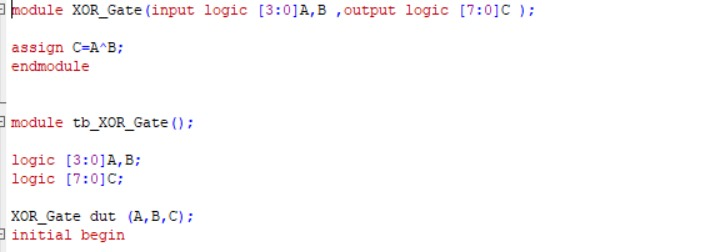 module XOR_Gate(input logic [3:0]A,B ,output logic [7:0]C );
assign C=A^B;
endmodule
module tb_XOR_Gate();
logic [3:0]A,B;
logic [7:0]C;
XOR_Gate dut (A,B,C);
initial begin